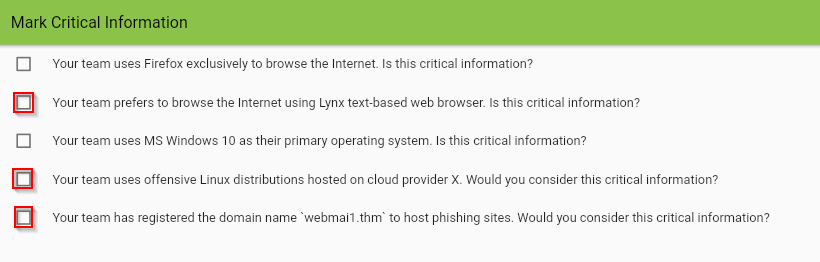 Mark Critical Information
Your team uses Firefox exclusively to browse the Internet. Is this critical information?
Your team prefers to browse the Internet using Lynx text-based web browser. Is this critical information?
Your team uses MS Windows 10 as their primary operating system. Is this critical information?
Your team uses offensive Linux distributions hosted on cloud provider X. Would you consider this critical information?
Your team has registered the domain name `webmai1.thm` to host phishing sites. Would you consider this critical information?